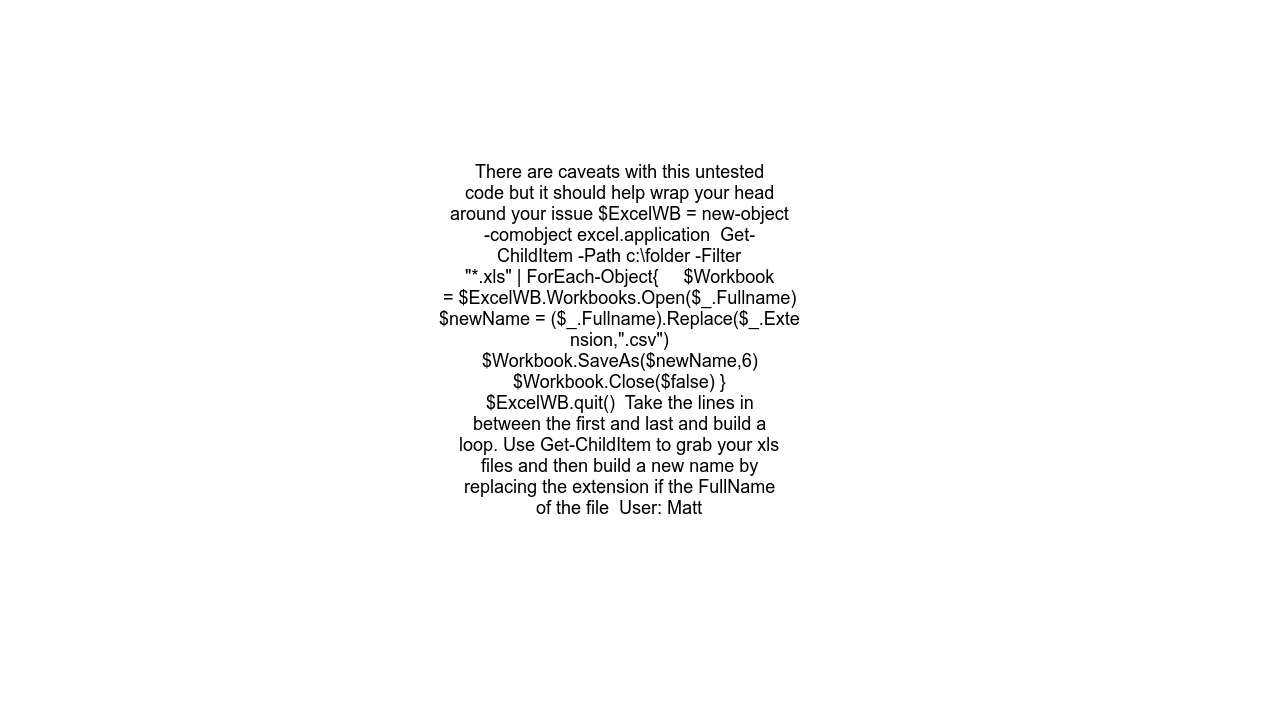 There are caveats with this untested
code but it should help wrap your head
around your issue $ExcelWB = new-object
-comobject excel.application  Get-
ChildItem -Path c:\folder -Filter
"*.xls" | ForEach-Object{     $Workbook
= $ExcelWB.Workbooks.Open($_.Fullname)
$newName = ($_.Fullname).Replace($_.Exte
nsion,".csv")
$Workbook.SaveAs($newName,6)
$Workbook.Close($false) }
$ExcelWB.quit()  Take the lines in
between the first and last and build a
loop. Use Get-ChildItem to grab your xls
files and then build a new name by
replacing the extension if the FullName
of the file  User: Matt